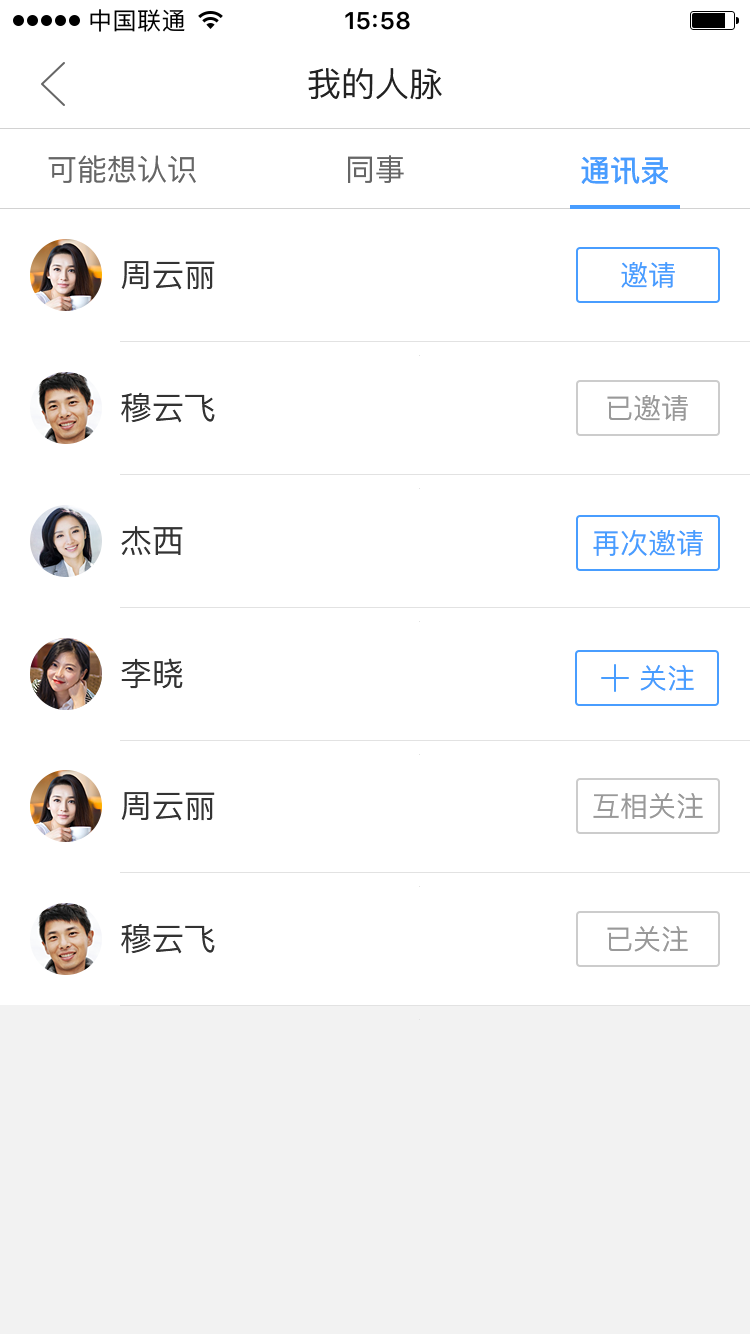 中国联通 15:58
我的人脉
可能想认识 同事 通讯录
周云丽 邀请
穆云飞 已邀请
杰西 再次邀请
李晓 关注
周云丽 互相关注
穆云飞 已关注